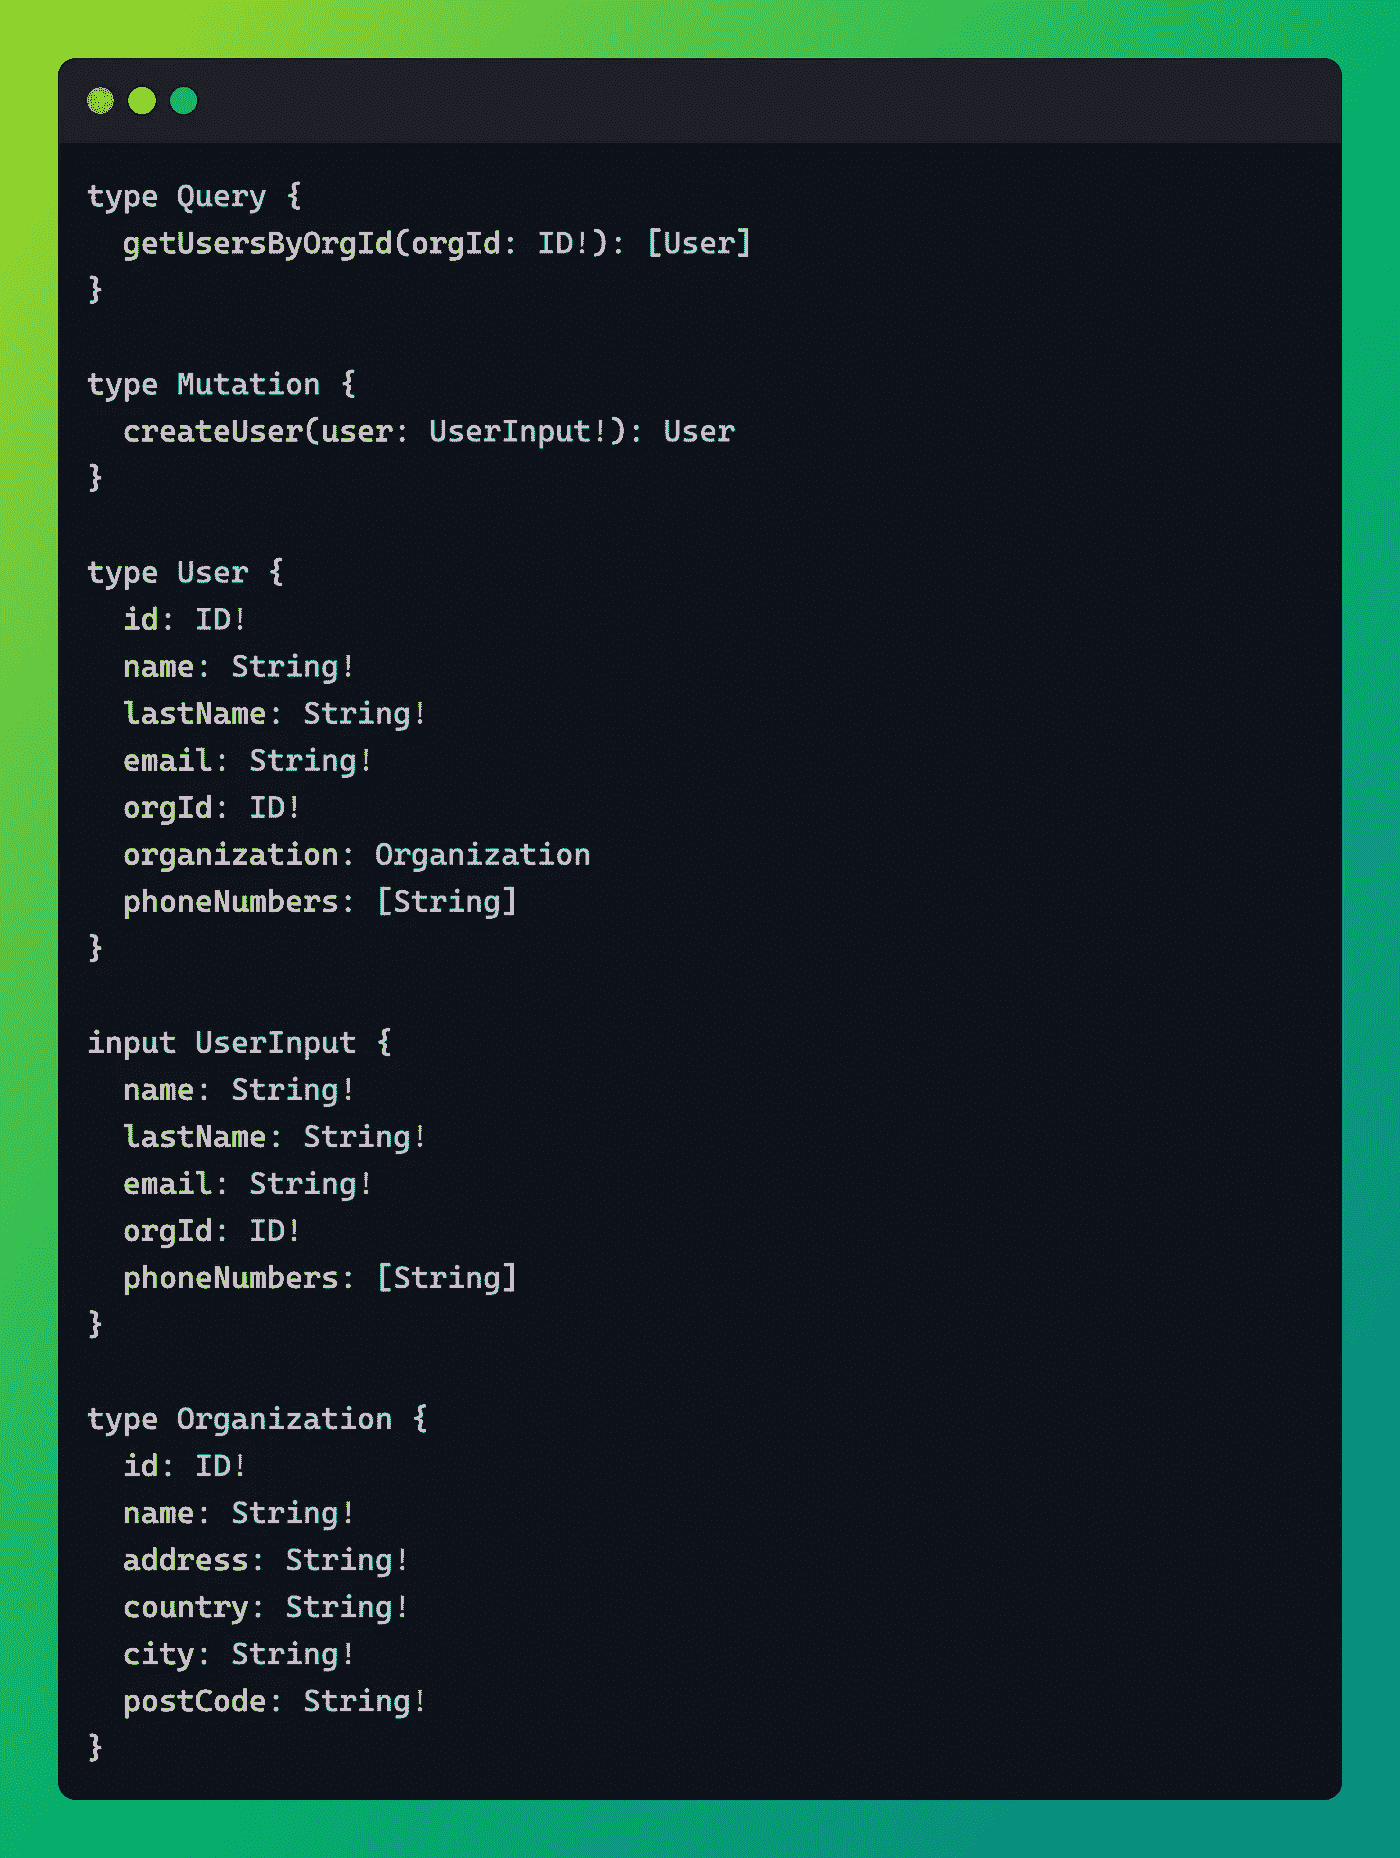 type Query {
  getUsersByOrgId(orgId: ID!): [User]
}
type Mutation {
  createUser(user: UserInput!): User
}
type User {
  id: ID!
  name: String!
  lastName: String!
  email: String!
  orgId: ID!
  organization: Organization
  phoneNumbers: [String]
}
input UserInput {
  name: String!
  lastName: String!
  email: String!
  orgId: ID!
  phoneNumbers: [String]
}
type Organization {
  id: ID!
  name: String!
  address: String!
  country: String!
  city: String!
  postCode: String!
}